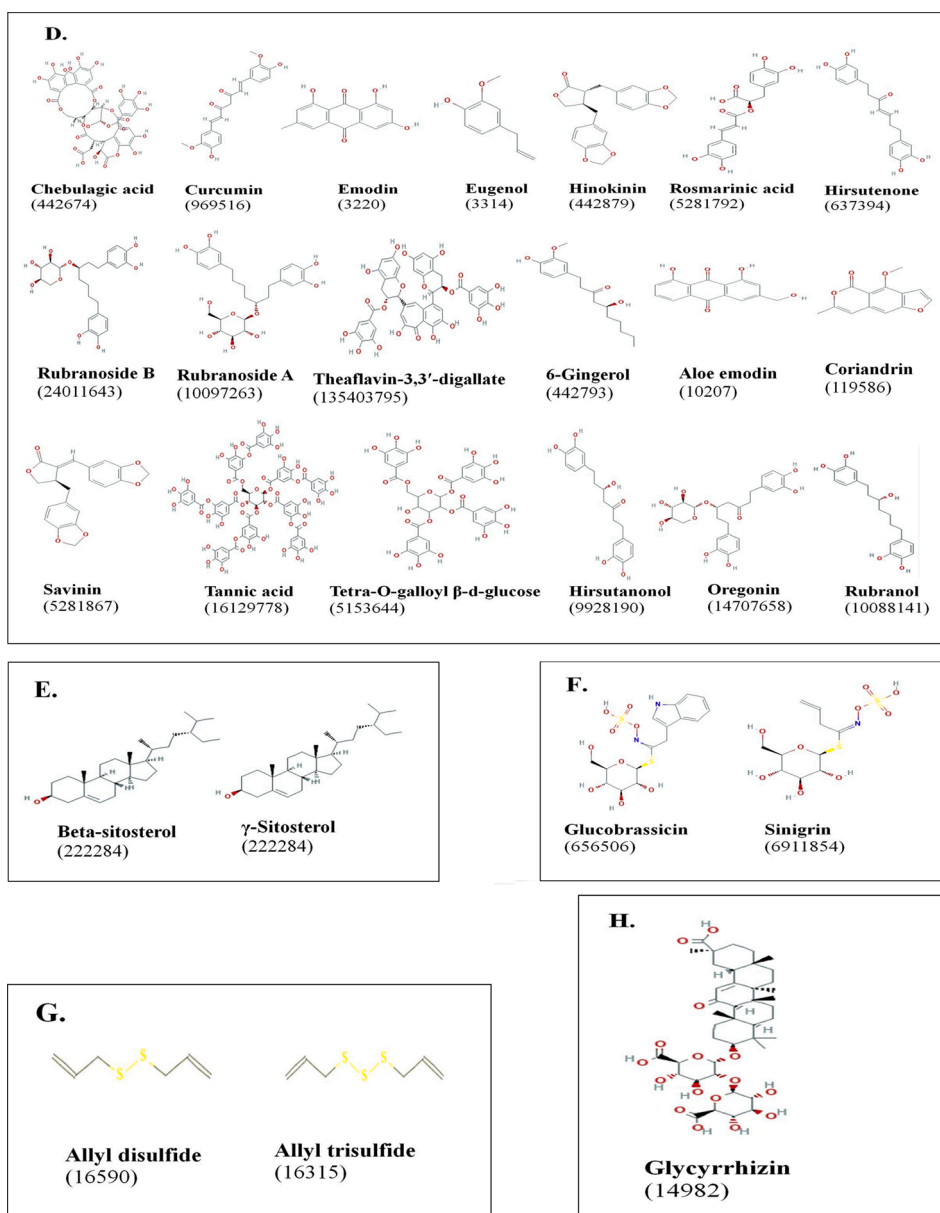 D.
Chebulagic acid
(442674)
Curcumin
(969516)
Emodin
(3220)
Eugenol
(3314)
Hinokinin
(442879)
Rosmarinic acid
(5281792)
Hirsutenone
(637394)
Rubranoside B
(24011643)
Rubranoside A
(10097263)
Theaflavin-3,3′-digallate
(135403795)
6-Gingerol
(442793)
Aloe emodin
(10207)
Coriandrin
(119586)
Savinin
(5281867)
Tannic acid
(16129778)
Tetra-O-galloyl β-d-glucose
(5153644)
Hirsutanonol
(9928190)
Oregonin
(14707658)
Rubranol
(10088141)
E.
Beta-sitosterol
(222284)
γ-Sitosterol
(222284)
F.
Glucobrassicin
(656506)
Sinigrin
(6911854)
G.
Allyl disulfide
(16590)
Allyl trisulfide
(16315)
H.
Glycyrrhizin
(14982)